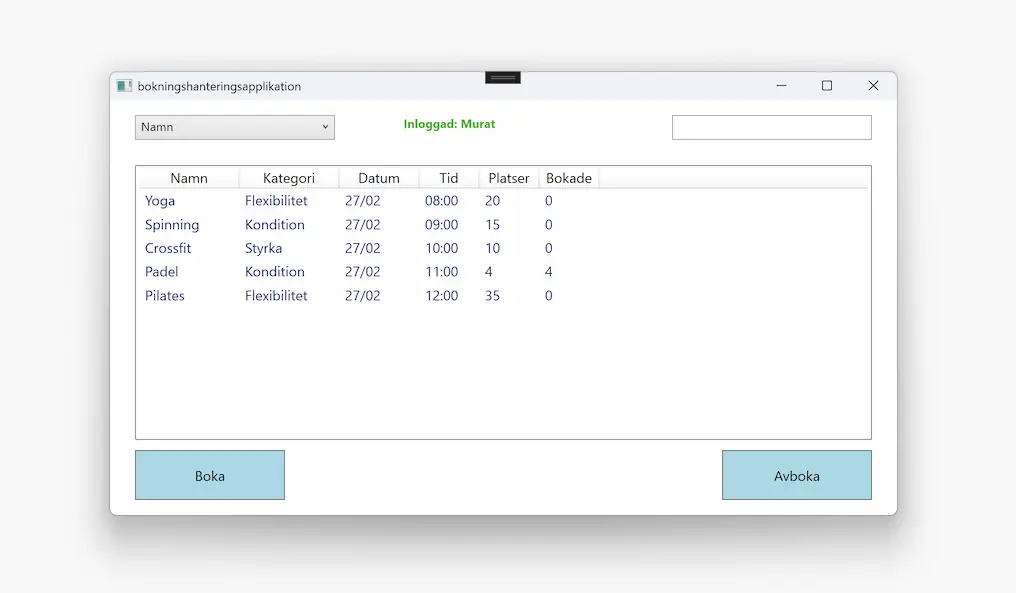 bokningshanteringsapplikation
Namn Inloggad: Murat
Namn Kategori Datum Tid Platser Bokade
Yoga Flexibilitet 27/02 08:00 20 0
Spinning Kondition 27/02 09:00 15 0
Crossfit Styrka 27/02 10:00 10 0
Padel Kondition 27/02 11:00 4 4
Pilates Flexibilitet 27/02 12:00 35 0
Boka Avboka